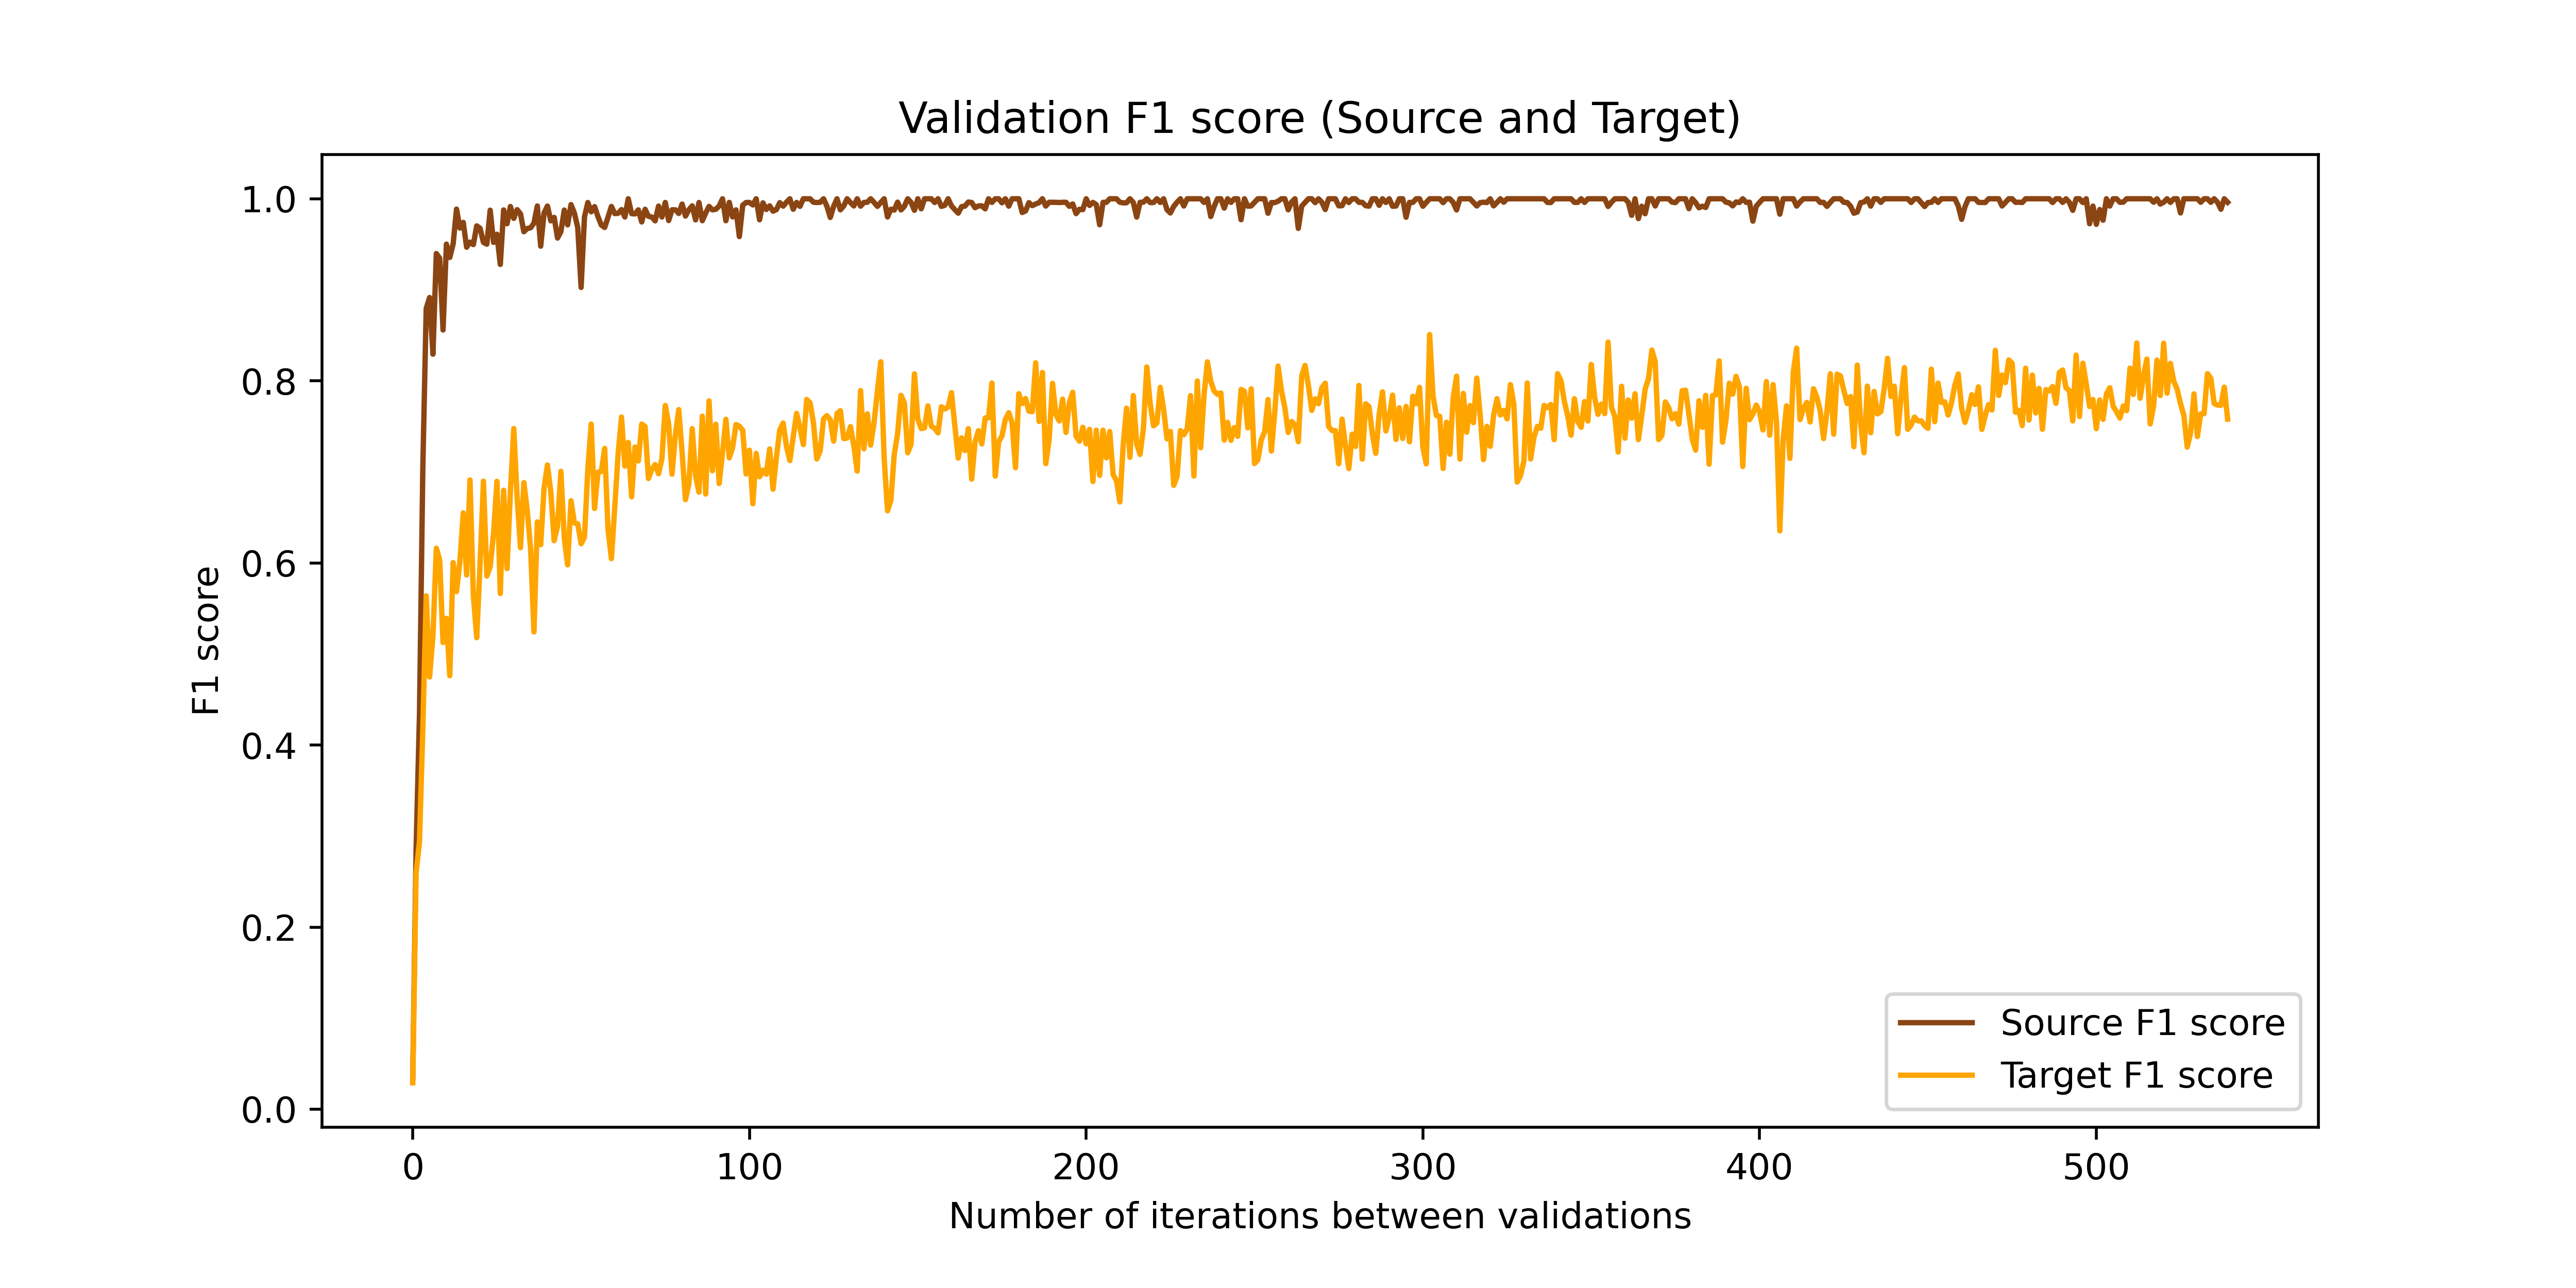 Validation F1 score (Source and Target)
1.0
0.8
0.6
0.4
0.2
0.0
F1 score
0 100 200 300 400 500
Number of iterations between validations
Source F1 score
Target F1 score